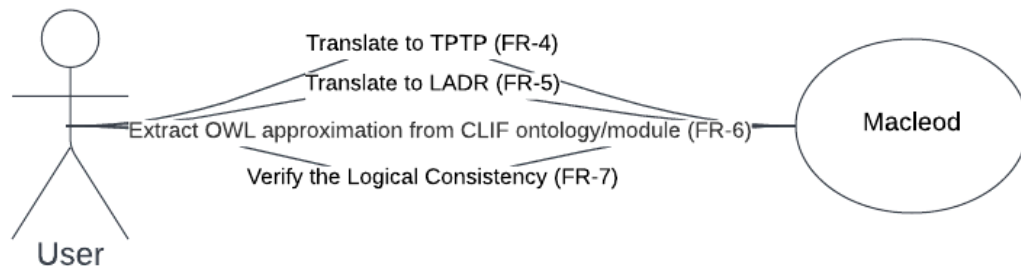 Translate to TPTP (FR-4)
Translate to LADR (FR-5)
Extract OWL approximation from CLIF ontology/module (FR-6)
Verify the Logical Consistency (FR-7)
Macleod
User